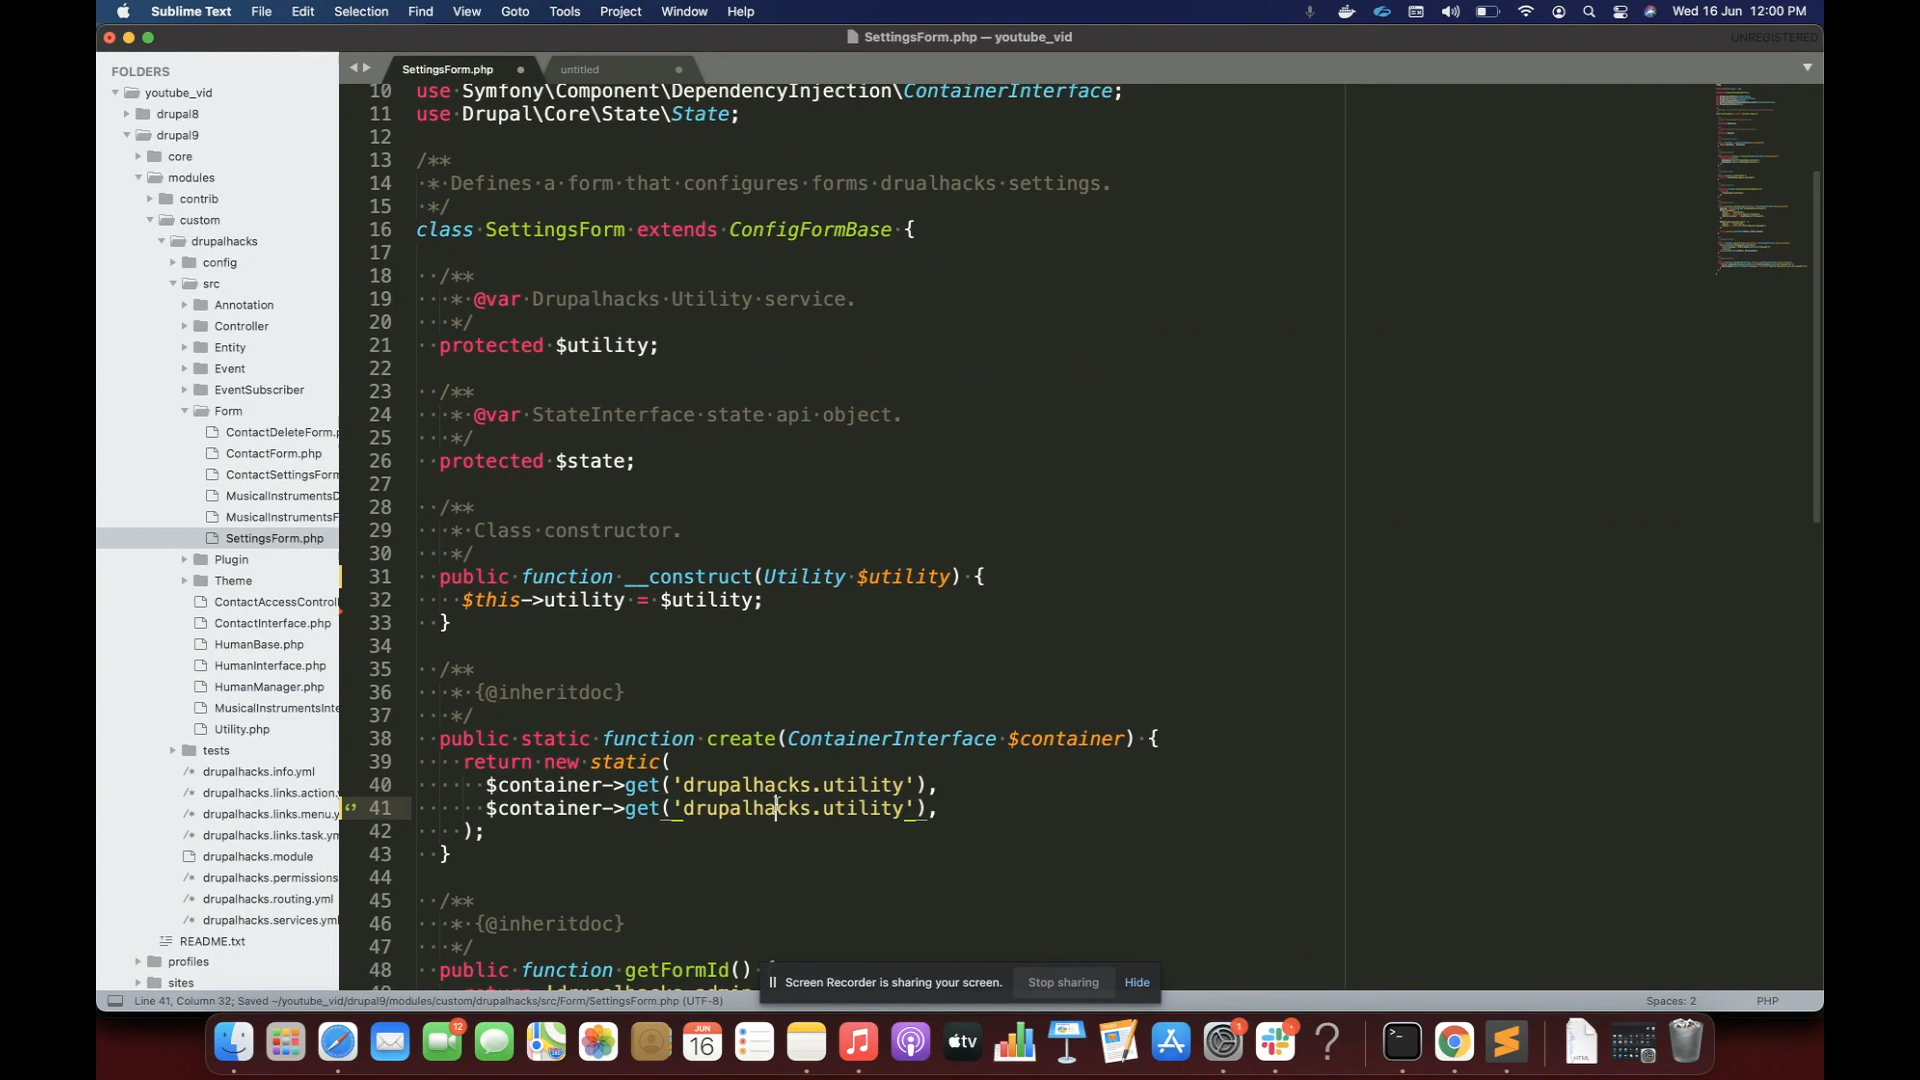 Sublime Text File Edit Selection Find View Goto Tools Project Window Help Wed 16 Jun 12:00 PM
SettingsForm.php — youtube_vid UNREGISTERED
FOLDERS
youtube_vid
drupal8
drupal9
core
modules
contrib
custom
drupalhacks
config
src
Annotation
Controller
Entity
Event
EventSubscriber
Form
ContactDeleteForm.p
ContactForm.php
ContactSettingsForm
MusicalInstrumentsD
MusicalInstrumentsF
SettingsForm.php
Plugin
Theme
ContactAccessControl
ContactInterface.php
HumanBase.php
HumanInterface.php
HumanManager.php
MusicalInstrumentsInte
Utility.php
tests
drupalhacks.info.yml
drupalhacks.links.action.y
drupalhacks.links.menu.y
drupalhacks.links.task.ym
drupalhacks.module
drupalhacks.permissions
drupalhacks.routing.yml
drupalhacks.services.yml
README.txt
profiles
sites
SettingsForm.php untitled
10 use Symfony\Component\DependencyInjection\ContainerInterface;
11 use Drupal\Core\State\State;
12
13 /**
14 * Defines a form that configures forms drualhacks settings.
15 */
16 class SettingsForm extends ConfigFormBase {
17
18 /**
19 * @var Drupalhacks Utility service.
20 */
21 protected $utility;
22
23 /**
24 * @var StateInterface state api object.
25 */
26 protected $state;
27
28 /**
29 * Class constructor.
30 */
31 public function __construct(Utility $utility) {
32 $this->utility = $utility;
33 }
34
35 /**
36 * {@inheritdoc}
37 */
38 public static function create(ContainerInterface $container) {
39 return new static(
40 $container->get('drupalhacks.utility'),
41 $container->get('drupalhacks.utility'),
42 );
43 }
44
45 /**
46 * {@inheritdoc}
47 */
48 public function getFormId() {
Screen Recorder is sharing your screen. Stop sharing Hide
Line 41, Column 32; Saved ~/youtube_vid/drupal9/modules/custom/drupalhacks/src/Form/SettingsForm.php (UTF-8) Spaces: 2 PHP
12
JUN
16
tv
1
HTML